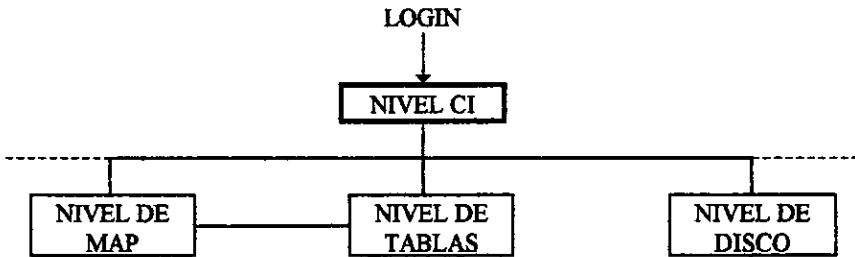 LOGIN
NIVEL CI
NIVEL DE
MAP
NIVEL DE
TABLAS
NIVEL DE
DISCO